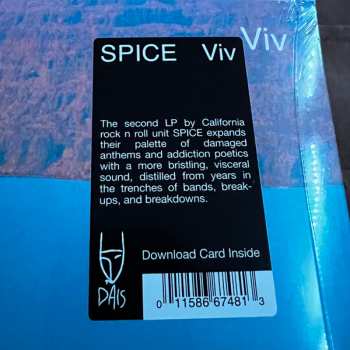 SPICE Viv
Viv
The second LP by California
rock n roll unit SPICE expands
their palette of damaged
anthems and addiction poetics
with a more bristling, visceral
sound, distilled from years in
the trenches of bands, break-
ups, and breakdowns.
Download Card Inside
DAIS
0 11586 67481 3